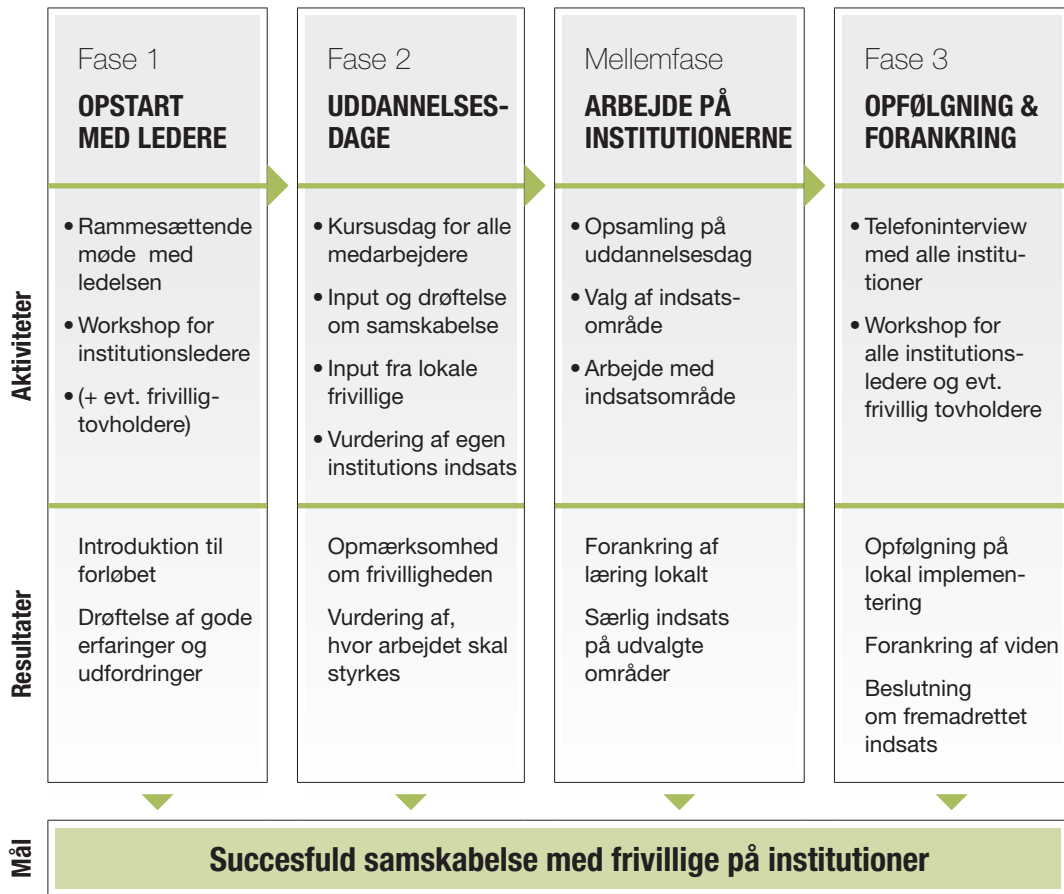 Fase 1
OPSTART
MED LEDERE
Fase 2
UDDANNELSES-
DAGE
Mellemfase
ARBEJDE PÅ
INSTITUTIONERNE
Fase 3
OPFØLGNING &
FORANKRING
Aktiviteter
• Rammesættende
møde med
ledelsen
• Workshop for
institutionsledere
• (+ evt. frivillig-
tovholdere)
• Kursusdag for alle
medarbejdere
• Input og drøftelse
om samskabelse
• Input fra lokale
frivillige
• Vurdering af egen
institutions indsats
• Opsamling på
uddannelsesdag
• Valg af indsats-
område
• Arbejde med
indsatsområde
• Telefoninterview
med alle institu-
tioner
• Workshop for
alle institutions-
ledere og evt.
frivillig tovholdere
Resultater
Introduktion til
forløbet
Drøftelse af gode
erfaringer og
udfordringer
Opmærksomhed
om frivilligheden
Vurdering af,
hvor arbejdet skal
styrkes
Forankring af
læring lokalt
Særlig indsats
på udvalgte
områder
Opfølgning på
lokal implemen-
tering
Forankring af viden
Beslutning
om fremadrettet
indsats
Mål
Succesfuld samskabelse med frivillige på institutioner